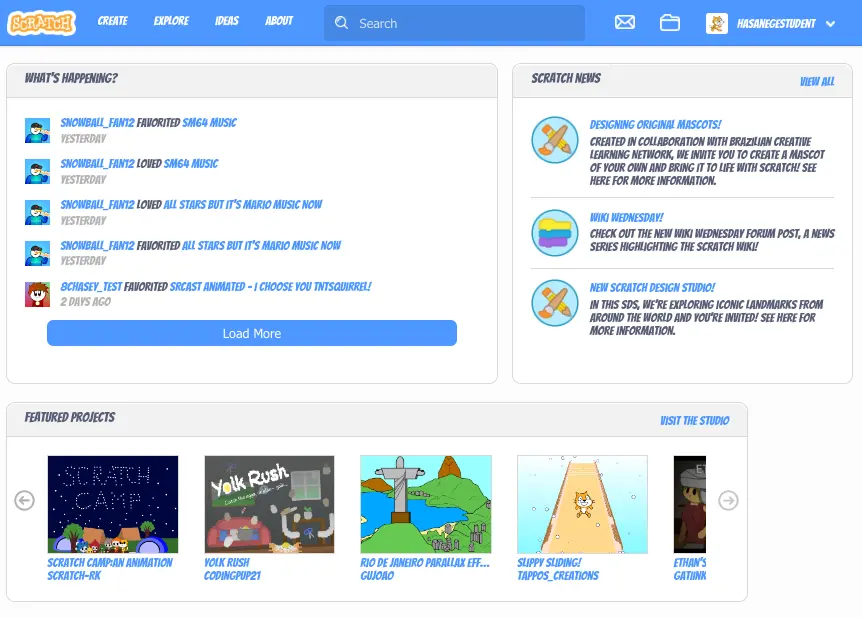 SCRATCH
CREATE
EXPLORE
IDEAS
ABOUT
Search
HASANEGESTUDENT
WHAT'S HAPPENING?
SNOWBALL_FAN12 FAVORITED SM64 MUSIC
YESTERDAY
SNOWBALL_FAN12 LOVED SM64 MUSIC
YESTERDAY
SNOWBALL_FAN12 LOVED ALL STARS BUT IT'S MARIO MUSIC NOW
YESTERDAY
SNOWBALL_FAN12 FAVORITED ALL STARS BUT IT'S MARIO MUSIC NOW
YESTERDAY
8CHASEY_TEST FAVORITED SRCAST ANIMATED - I CHOOSE YOU TNTSQUIRREL!
2 DAYS AGO
Load More
SCRATCH NEWS
VIEW ALL
DESIGNING ORIGINAL MASCOTS!
CREATED IN COLLABORATION WITH BRAZILIAN CREATIVE
LEARNING NETWORK, WE INVITE YOU TO CREATE A MASCOT
OF YOUR OWN AND BRING IT TO LIFE WITH SCRATCH! SEE
HERE FOR MORE INFORMATION.
WIKI WEDNESDAY!
CHECK OUT THE NEW WIKI WEDNESDAY FORUM POST, A NEWS
SERIES HIGHLIGHTING THE SCRATCH WIKI!
NEW SCRATCH DESIGN STUDIO!
IN THIS SDS, WE'RE EXPLORING ICONIC LANDMARKS FROM
AROUND THE WORLD AND YOU'RE INVITED! SEE HERE FOR
MORE INFORMATION.
FEATURED PROJECTS
VISIT THE STUDIO
SCRATCH
CAMP
Yolk Rush
SCRATCH CAMP:AN ANIMATION
SCRATCH-RK
YOLK RUSH
CODINGPUP21
RIO DE JANEIRO PARALLAX EFF...
GUJOAO
SLIPPY SLIDING!
TAPPOS_CREATIONS
ETHAN'S
GATIINK